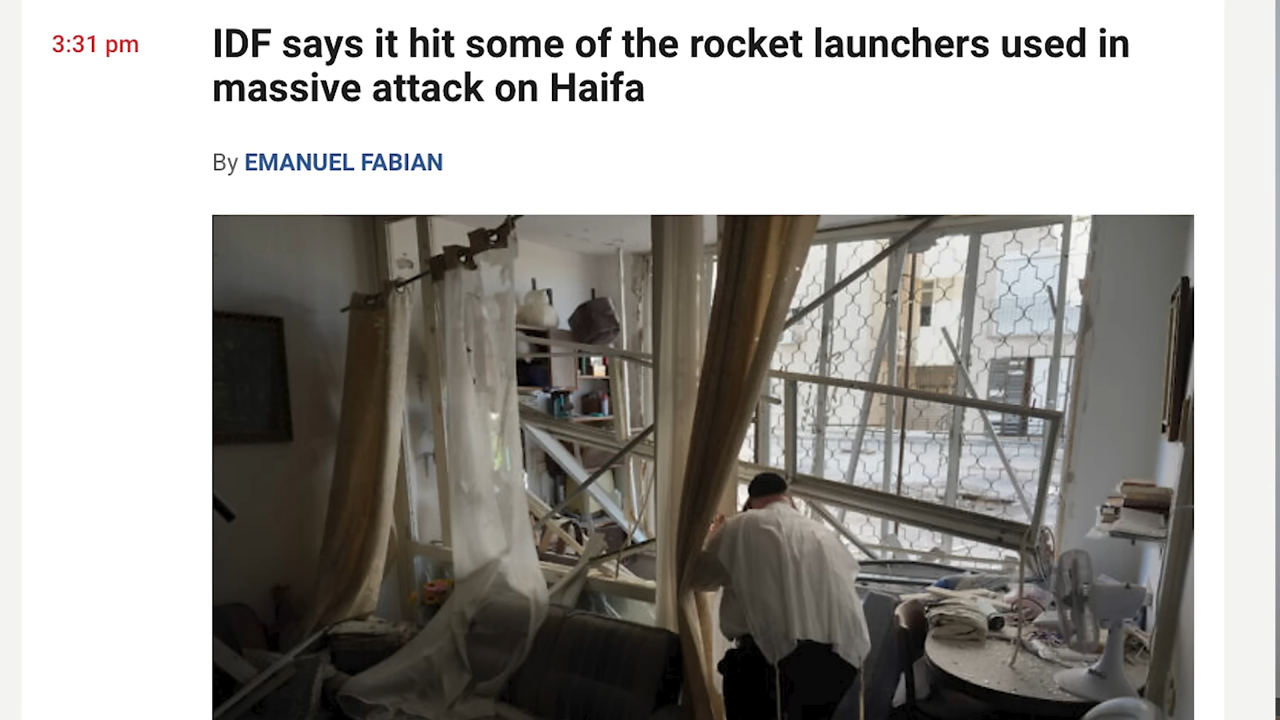 3:31 pm
IDF says it hit some of the rocket launchers used in
massive attack on Haifa
By EMANUEL FABIAN